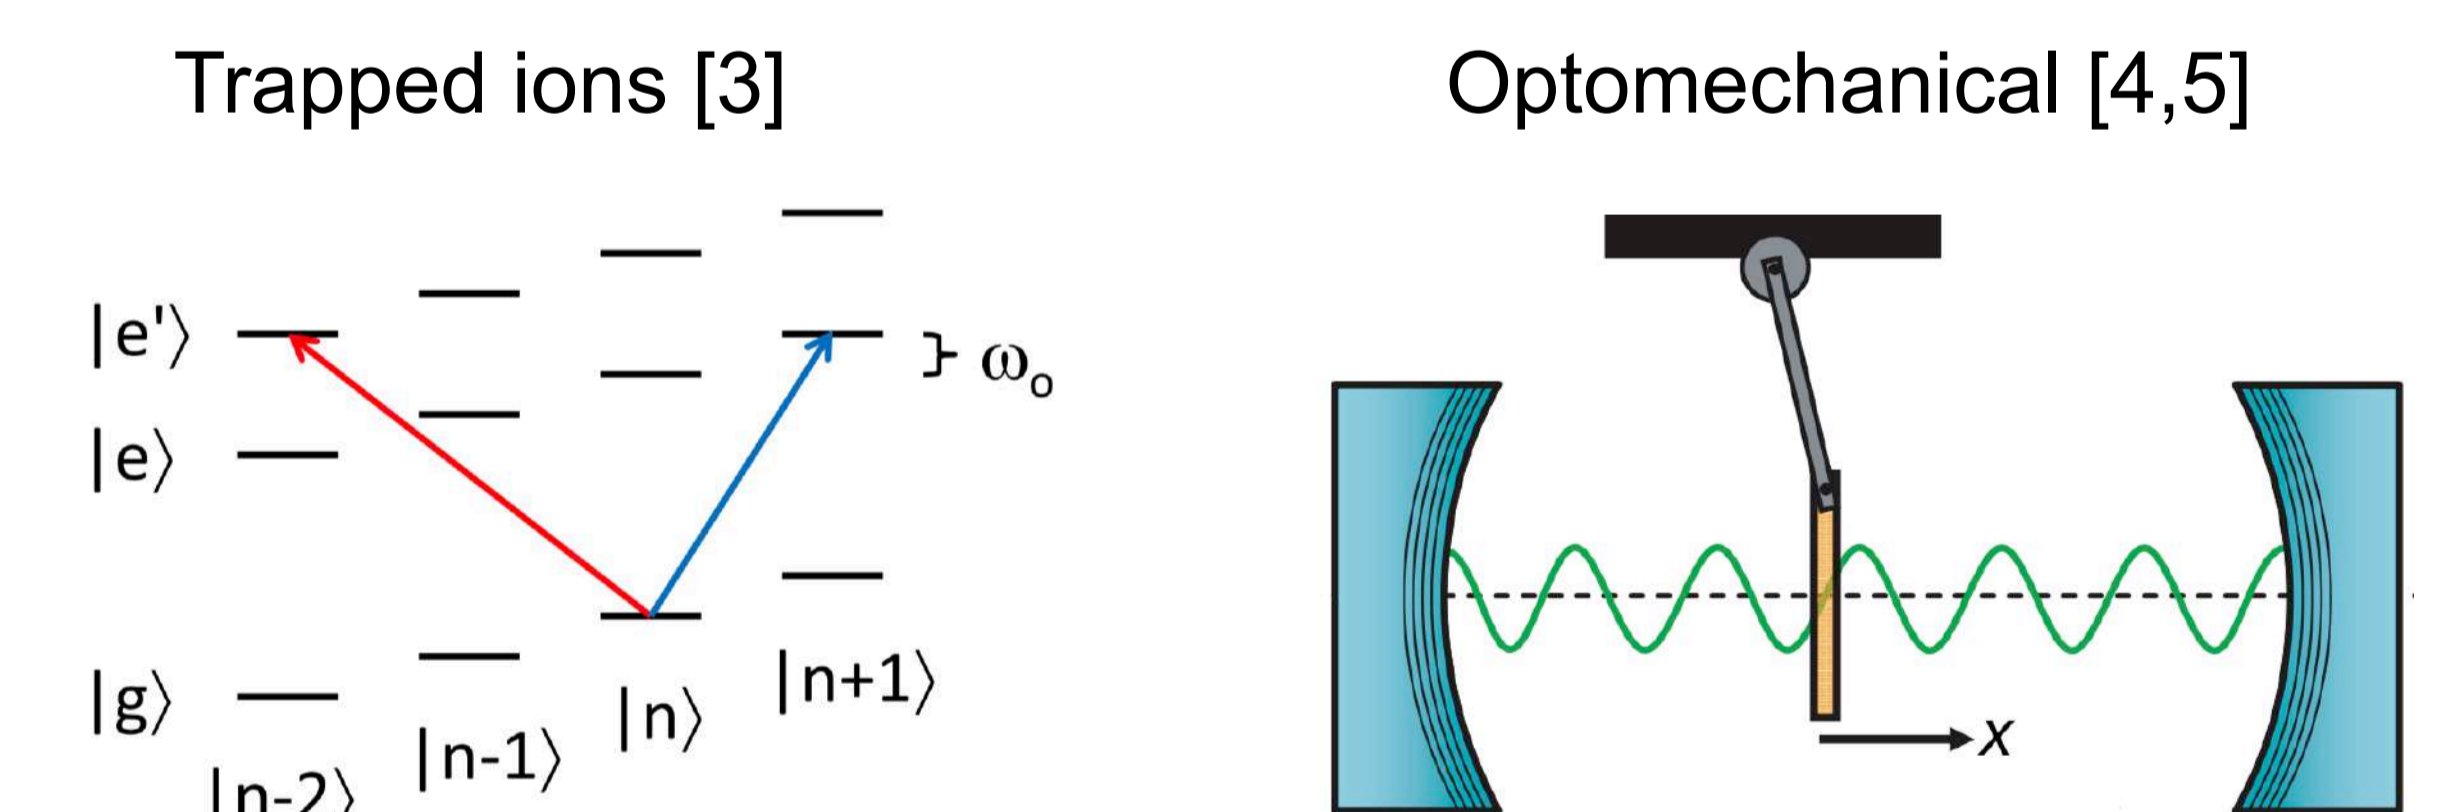 Trapped ions [3]
Optomechanical [4,5]
|e'⟩
} ω₀
|e⟩
|g⟩
|n-2⟩
|n-1⟩
|n⟩
|n+1⟩
x